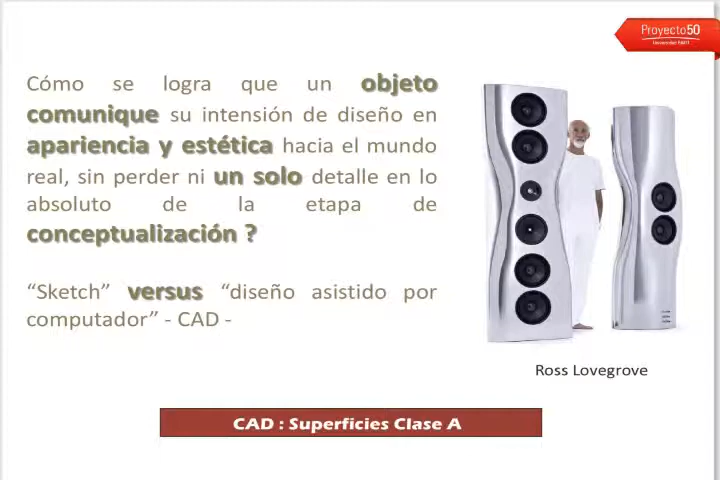 Proyecto50
Universidad EAFIT
Cómo se logra que un objeto
comunique su intensión de diseño en
apariencia y estética hacia el mundo
real, sin perder ni un solo detalle en lo
absoluto de la etapa de
conceptualización ?
“Sketch” versus “diseño asistido por
computador” - CAD -
Ross Lovegrove
CAD : Superficies Clase A